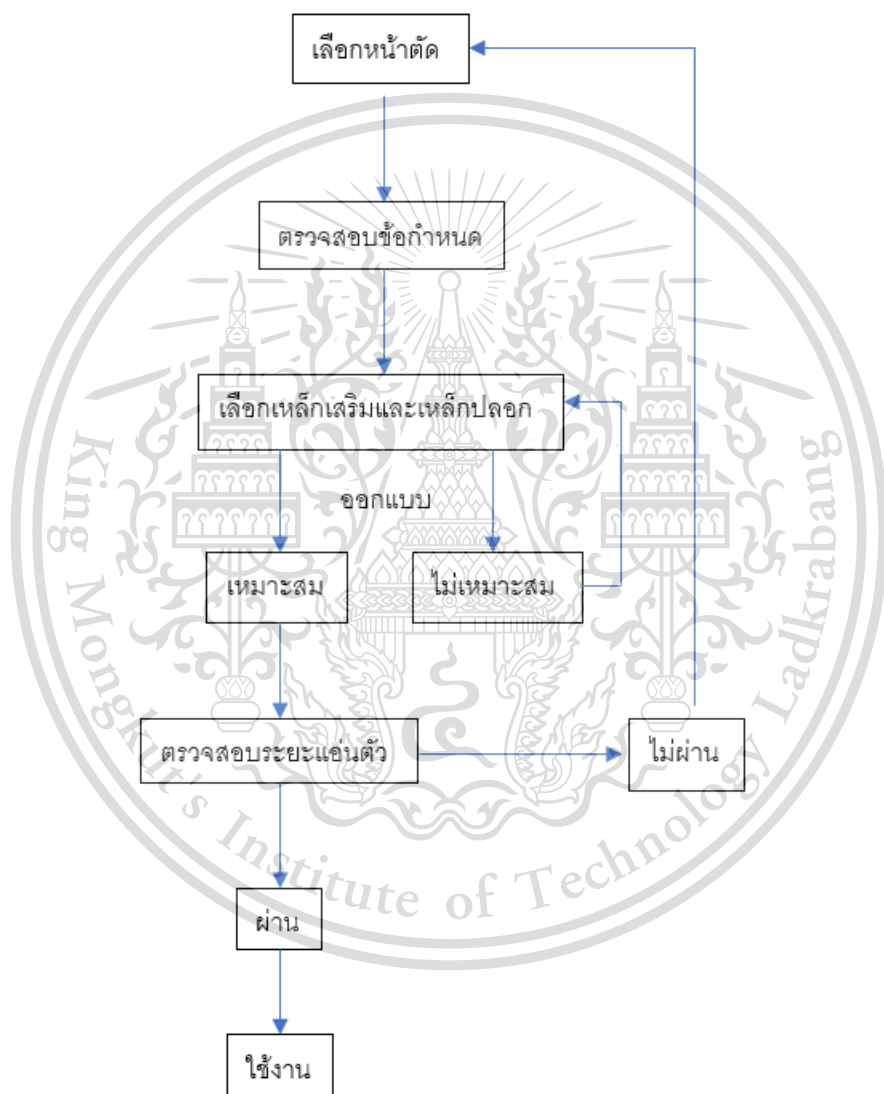 เลือกหน้าตัด
ตรวจสอบข้อกำหนด
เลือกเหล็กเสริมและเหล็กปลอก
ออกแบบ
เหมาะสม
ไม่เหมาะสม
ตรวจสอบระยะแอ่นตัว
ไม่ผ่าน
ผ่าน
ใช้งาน
King Mongkut's Institute of Technology Ladkrabang